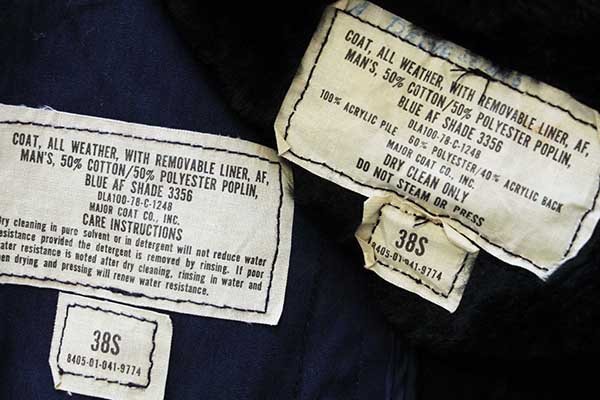 COAT, ALL WEATHER, WITH REMOVABLE LINER, AF,
MAN'S, 50% COTTON/50% POLYESTER POPLIN,
BLUE AF SHADE 3356
DLA100-78-C-1248
MAJOR COAT CO., INC.
CARE INSTRUCTIONS
Dry cleaning in pure solvent or in detergent will not reduce water
resistance provided the detergent is removed by rinsing. If poor
water resistance is noted after dry cleaning, rinsing in water and
drying and pressing will renew water resistance.
38S
8405-01-041-9774
COAT, ALL WEATHER, WITH REMOVABLE LINER, AF,
MAN'S, 50% COTTON/50% POLYESTER POPLIN,
BLUE AF SHADE 3356
DLA100-78-C-1248
100% ACRYLIC PILE 60% POLYESTER/40% ACRYLIC BACK
MAJOR COAT CO., INC.
DRY CLEAN ONLY
DO NOT STEAM OR PRESS
38S
8405-01-041-9774